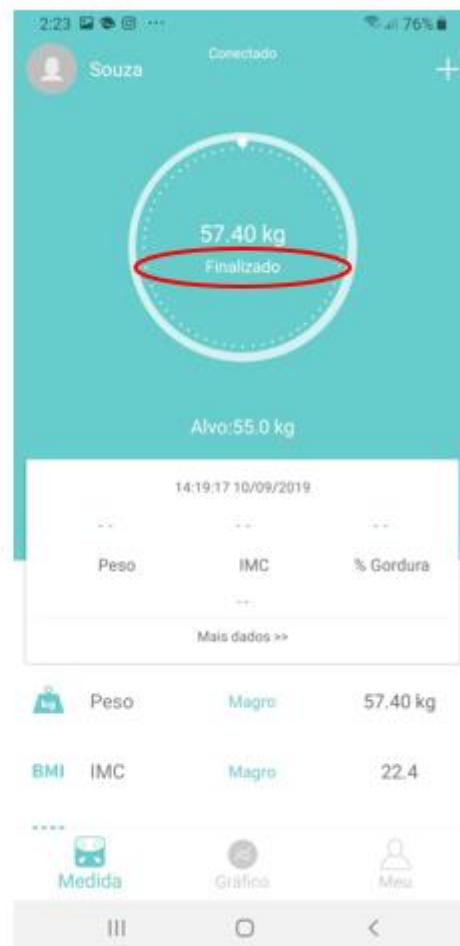 2:23 76%
Conectado
Souza
57.40 kg
Finalizado
Alvo:55.0 kg
14:19:17 10/09/2019
-- -- --
Peso IMC % Gordura
--
Mais dados >>
kg Peso Magro 57.40 kg
BMI IMC Magro 22.4
Medida Gráfico Meu